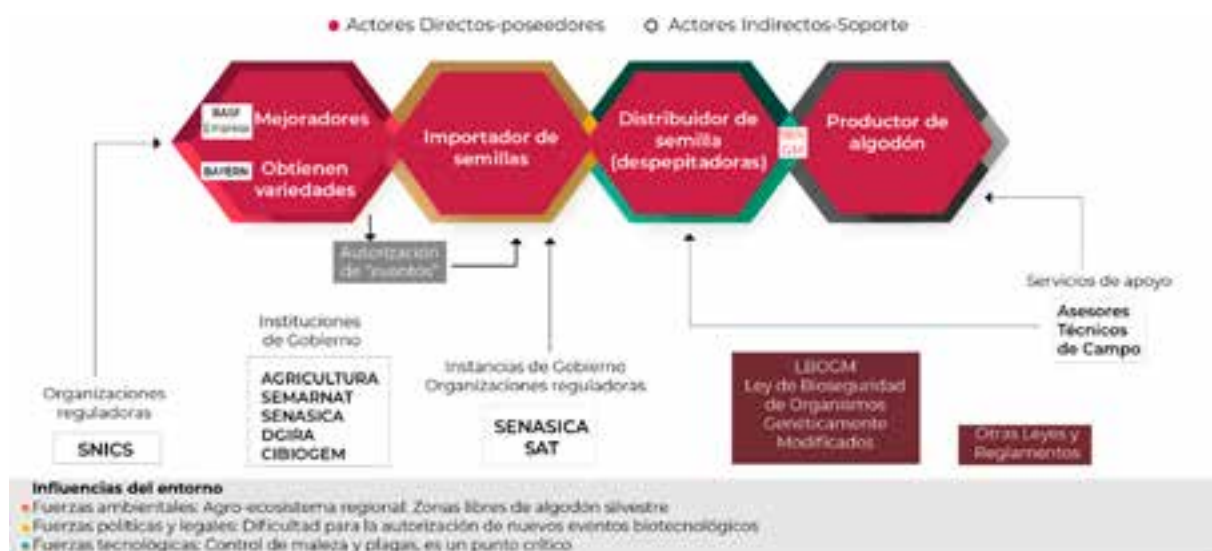 Actores Directos-poseedores
Actores Indirectos-Soporte
BASF
Empresa
Mejoradores
BAYERN
Obtienen
variedades
Importador de
semillas
Distribuidor de
semilla
(despepitadoras)
GM
Productor de
algodón
Autorización
de "eventos"
Servicios de apoyo
Asesores
Técnicos
de Campo
Instituciones
de Gobierno
AGRICULTURA
SEMARNAT
SENASICA
DGIRA
CIBIOGEM
Instancias de Gobierno
Organizaciones reguladoras
SENASICA
SAT
Organizaciones
reguladoras
SNICS
LBOGM
Ley de Bioseguridad
de Organismos
Genéticamente
Modificados
Otras Leyes y
Reglamentos
Influencias del entorno
Fuerzas ambientales: Agro-ecosistema regional: Zonas libres de algodón silvestre
Fuerzas políticas y legales: Dificultad para la autorización de nuevos eventos biotecnológicos
Fuerzas tecnológicas: Control de maleza y plagas, es un punto crítico